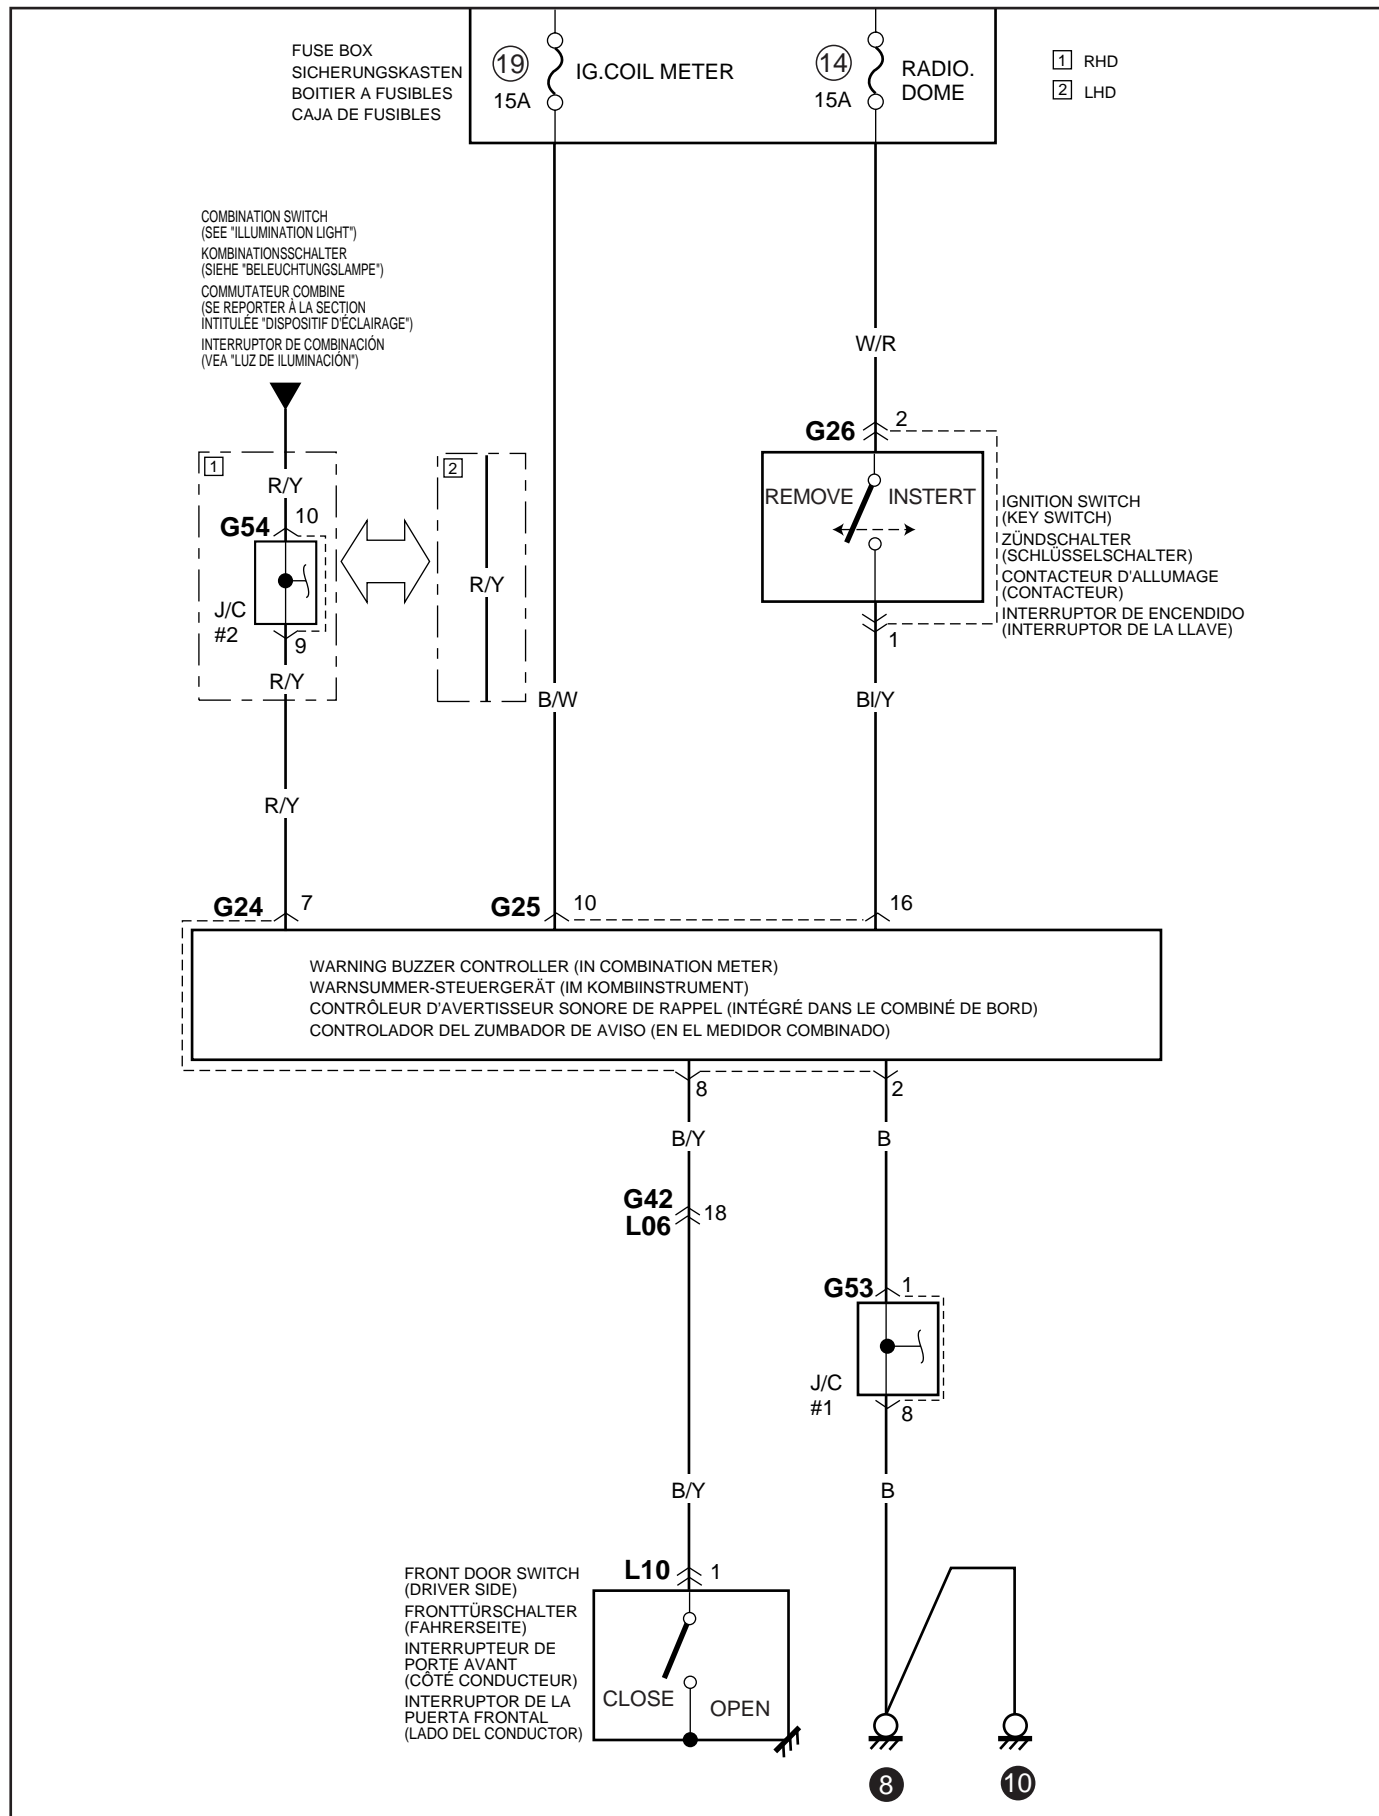 FUSE BOX
SICHERUNGSKASTEN
BOITIER A FUSIBLES
CAJA DE FUSIBLES
19
15A
IG.COIL METER
14
15A
RADIO.
DOME
1 RHD
2 LHD
COMBINATION SWITCH
(SEE "ILLUMINATION LIGHT")
KOMBINATIONSSCHALTER
(SIEHE "BELEUCHTUNGSLAMPE")
COMMUTATEUR COMBINE
(SE REPORTER À LA SECTION
INTITULÉE "DISPOSITIF D'ÉCLAIRAGE")
INTERRUPTOR DE COMBINACIÓN
(VEA "LUZ DE ILUMINACIÓN")
W/R
G26 2
REMOVE INSTERT
IGNITION SWITCH
(KEY SWITCH)
ZÜNDSCHALTER
(SCHLÜSSELSCHALTER)
CONTACTEUR D'ALLUMAGE
(CONTACTEUR)
INTERRUPTOR DE ENCENDIDO
(INTERRUPTOR DE LA LLAVE)
1
1
R/Y
G54 10
J/C
#2
9
R/Y
2
R/Y
B/W
Bl/Y
R/Y
G24 7
G25 10
16
WARNING BUZZER CONTROLLER (IN COMBINATION METER)
WARNSUMMER-STEUERGERÄT (IM KOMBIINSTRUMENT)
CONTRÔLEUR D'AVERTISSEUR SONORE DE RAPPEL (INTÉGRÉ DANS LE COMBINÉ DE BORD)
CONTROLADOR DEL ZUMBADOR DE AVISO (EN EL MEDIDOR COMBINADO)
8
2
B/Y
B
G42
L06
18
G53 1
J/C
#1
8
B/Y
B
L10 1
FRONT DOOR SWITCH
(DRIVER SIDE)
FRONTTÜRSCHALTER
(FAHRERSEITE)
INTERRUPTEUR DE
PORTE AVANT
(CÔTÉ CONDUCTEUR)
INTERRUPTOR DE LA
PUERTA FRONTAL
(LADO DEL CONDUCTOR)
CLOSE
OPEN
8
10